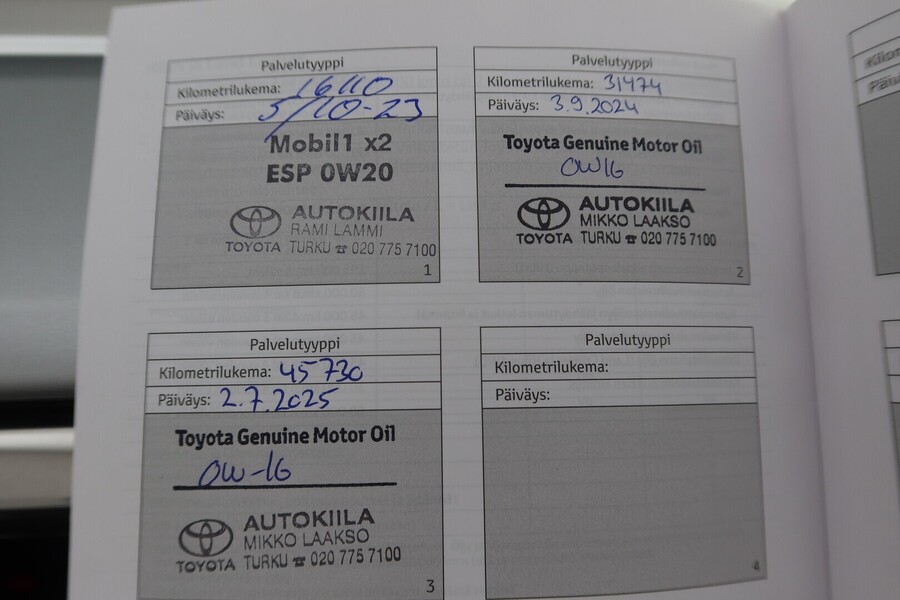 Palvelutyyppi
Kilometrilukema: 16110
Päiväys: 5/10-23
Mobil1 x2
ESP 0W20
AUTOKIILA
RAMI LAMMI
TOYOTA TURKU ☎ 020 775 7100
1
Palvelutyyppi
Kilometrilukema: 31474
Päiväys: 3.9.2024
Toyota Genuine Motor Oil
0W16
AUTOKIILA
MIKKO LAAKSO
TOYOTA TURKU ☎ 020 775 7100
2
Palvelutyyppi
Kilometrilukema: 45730
Päiväys: 2.7.2025
Toyota Genuine Motor Oil
0W-16
AUTOKIILA
MIKKO LAAKSO
TOYOTA TURKU ☎ 020 775 7100
3
Palvelutyyppi
Kilometrilukema:
Päiväys:
4